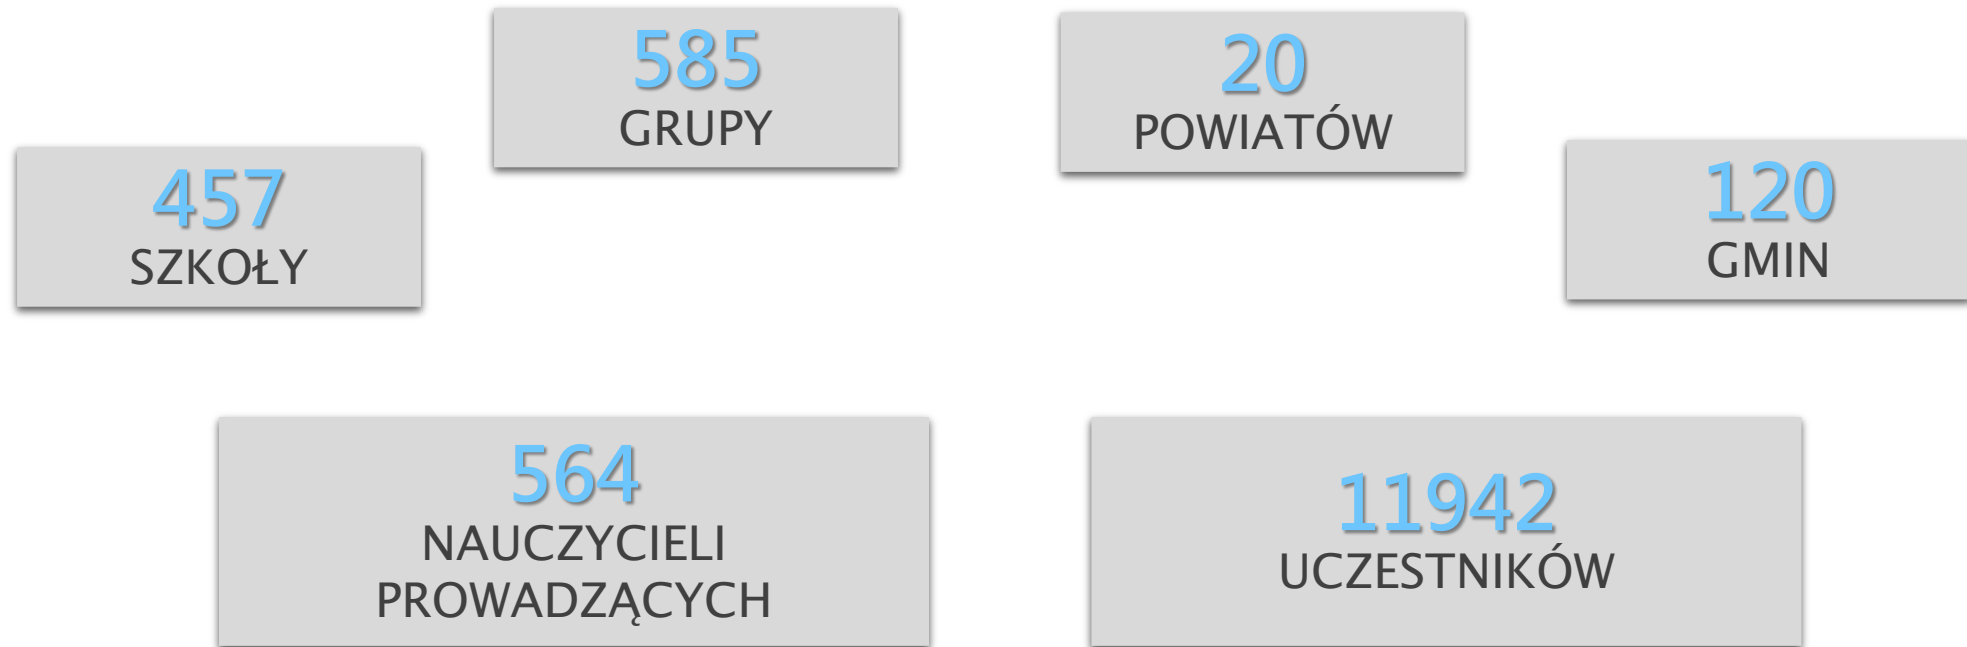 585
GRUPY
20
POWIATÓW
457
SZKOŁY
120
GMIN
564
NAUCZYCIELI
PROWADZĄCYCH
11942
UCZESTNIKÓW